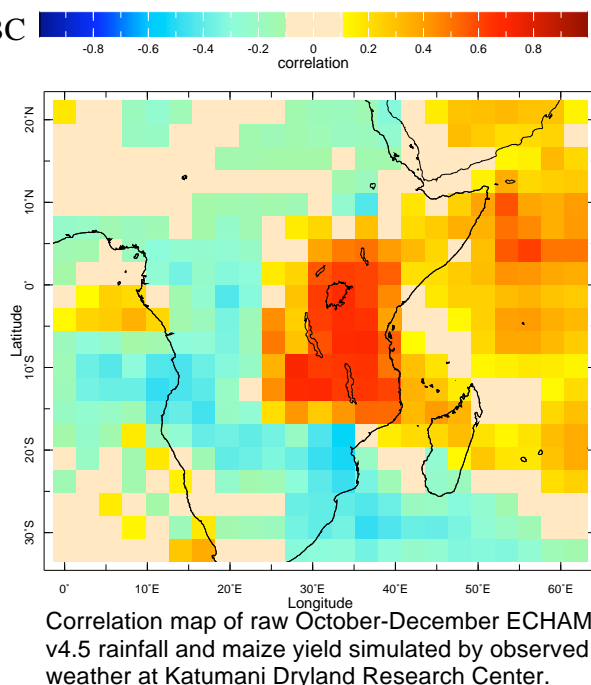 BC
-0.8 -0.6 -0.4 -0.2 0 0.2 0.4 0.6 0.8
correlation
20°N
10°N
0°
10°S
20°S
30°S
Latitude
0° 10°E 20°E 30°E 40°E 50°E 60°E
Longitude
Correlation map of raw October-December ECHAM
v4.5 rainfall and maize yield simulated by observed
weather at Katumani Dryland Research Center.